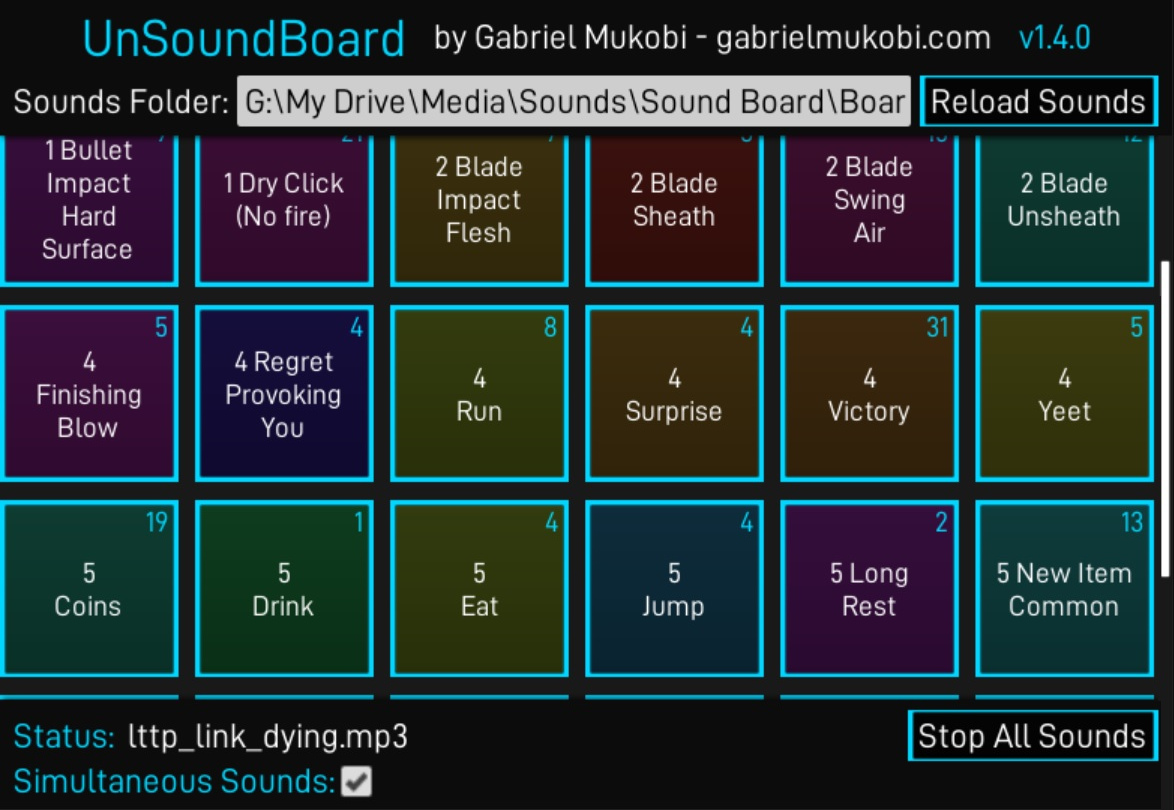 UnSoundBoard by Gabriel Mukobi - gabrielmukobi.com v1.4.0
Sounds Folder: G:\My Drive\Media\Sounds\Sound Board\Boar Reload Sounds
1 Bullet
Impact
Hard
Surface
21
1 Dry Click
(No fire)
2 Blade
Impact
Flesh
2 Blade
Sheath
2 Blade
Swing
Air
12
2 Blade
Unsheath
5
4
Finishing
Blow
4
4 Regret
Provoking
You
8
4
Run
4
4
Surprise
31
4
Victory
5
4
Yeet
19
5
Coins
1
5
Drink
4
5
Eat
4
5
Jump
2
5 Long
Rest
13
5 New Item
Common
Status: lttp_link_dying.mp3
Stop All Sounds
Simultaneous Sounds: